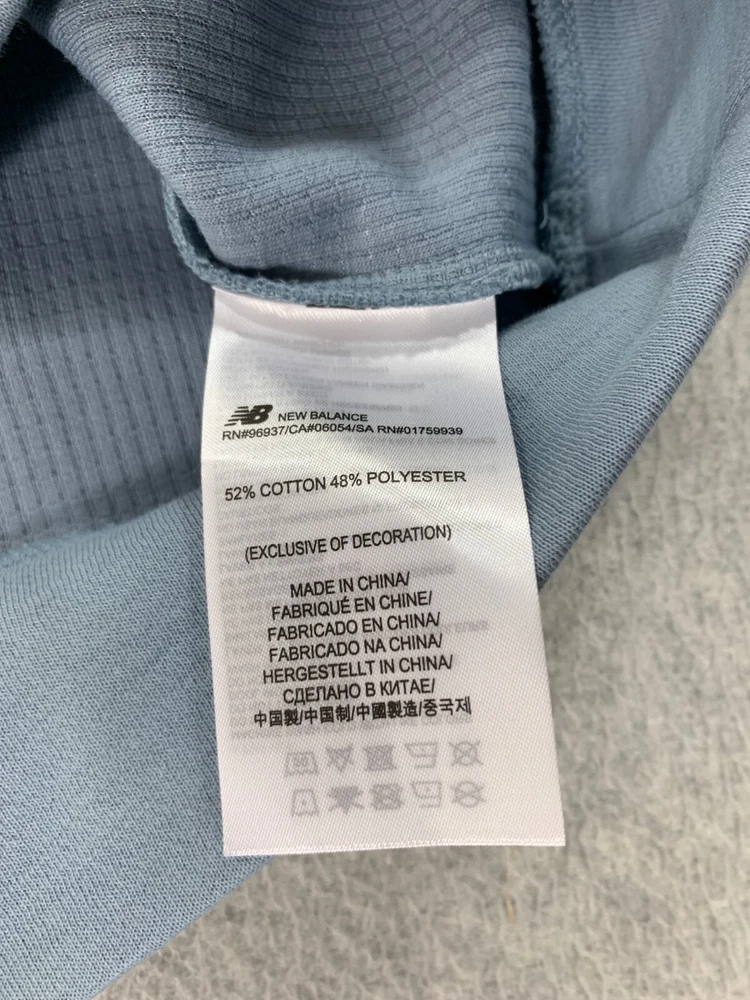 NB NEW BALANCE
RN#96937/CA#06054/SA RN#01759939
52% COTTON 48% POLYESTER
(EXCLUSIVE OF DECORATION)
MADE IN CHINA/
FABRIQUÉ EN CHINE/
FABRICADO EN CHINA/
FABRICADO NA CHINA/
HERGESTELLT IN CHINA/
СДЕЛАНО В КИТАЕ/
中国製/中国制/中國製造/중국제